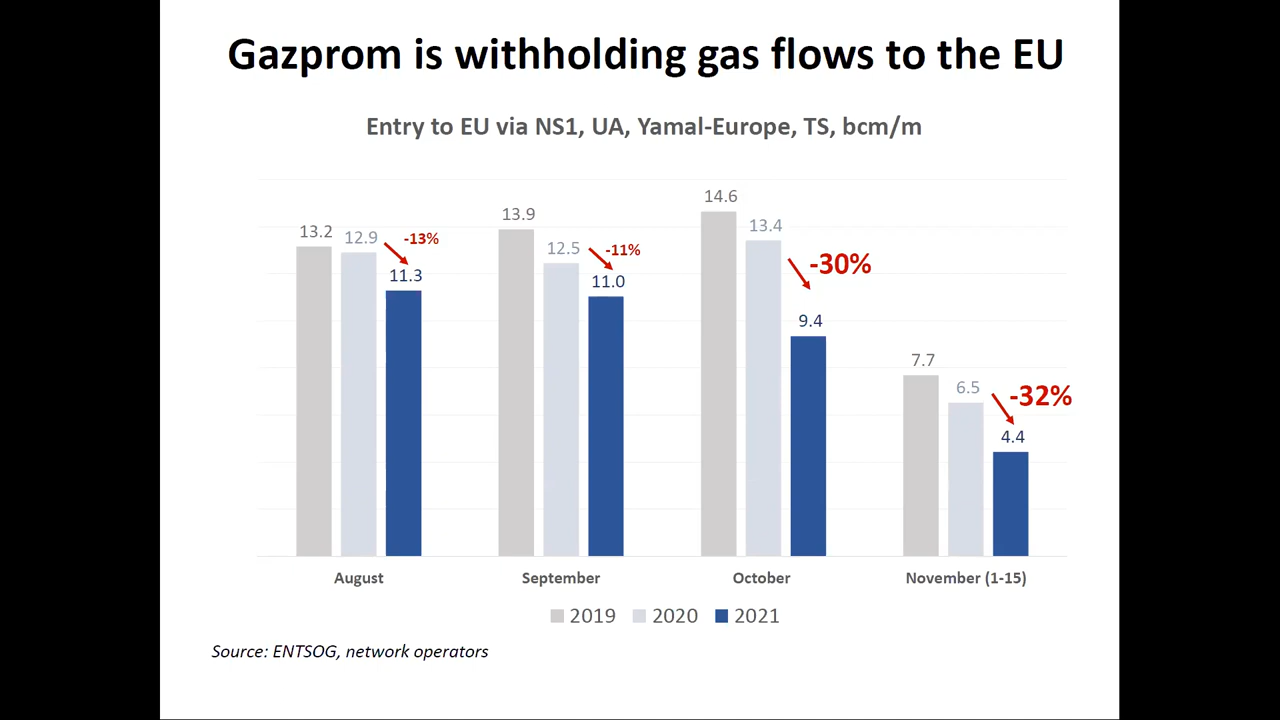 Gazprom is withholding gas flows to the EU
Entry to EU via NS1, UA, Yamal-Europe, TS, bcm/m
13.2
12.9
-13%
11.3
13.9
12.5
-11%
11.0
14.6
13.4
-30%
9.4
7.7
6.5
-32%
4.4
August
September
October
November (1-15)
2019
2020
2021
Source: ENTSOG, network operators